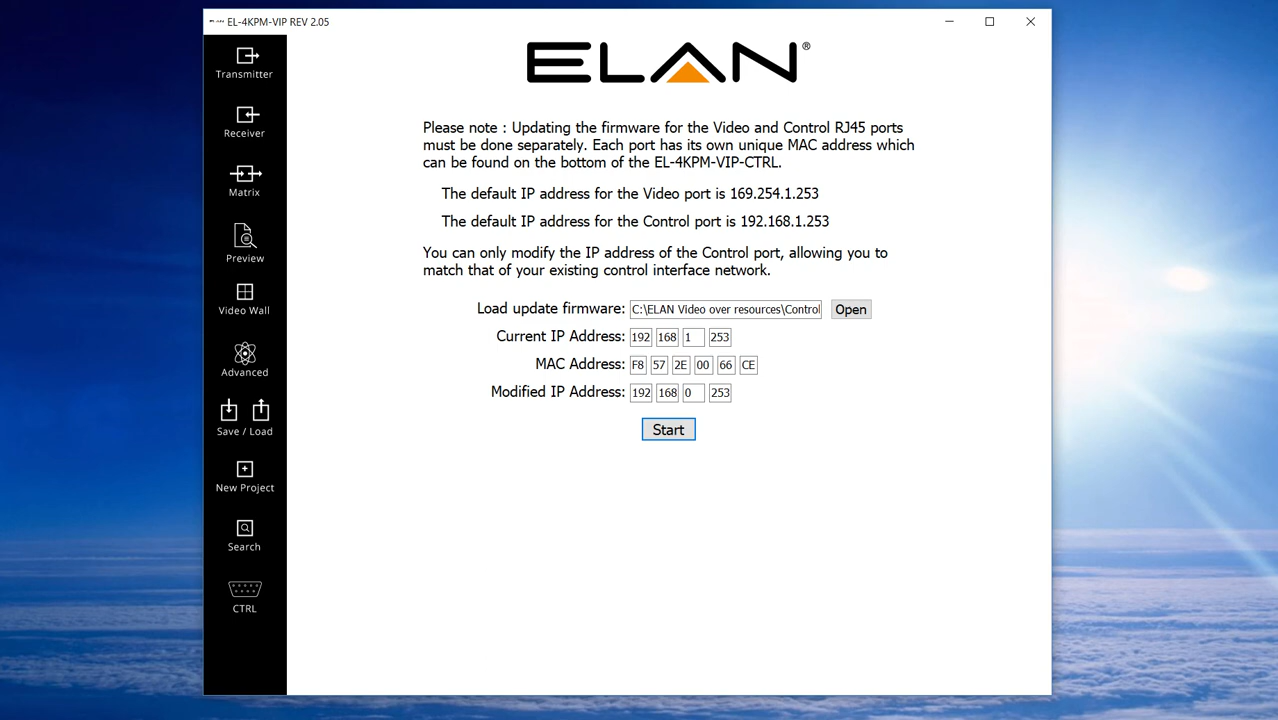 EL-4KPM-VIP REV 2.05
ELAN®
Transmitter
Receiver
Matrix
Preview
Video Wall
Advanced
Save / Load
New Project
Search
CTRL
Please note : Updating the firmware for the Video and Control RJ45 ports
must be done separately. Each port has its own unique MAC address which
can be found on the bottom of the EL-4KPM-VIP-CTRL.
The default IP address for the Video port is 169.254.1.253
The default IP address for the Control port is 192.168.1.253
You can only modify the IP address of the Control port, allowing you to
match that of your existing control interface network.
Load update firmware: C:\ELAN Video over resources\Control Open
Current IP Address: 192 168 1 253
MAC Address: F8 57 2E 00 66 CE
Modified IP Address: 192 168 0 253
Start